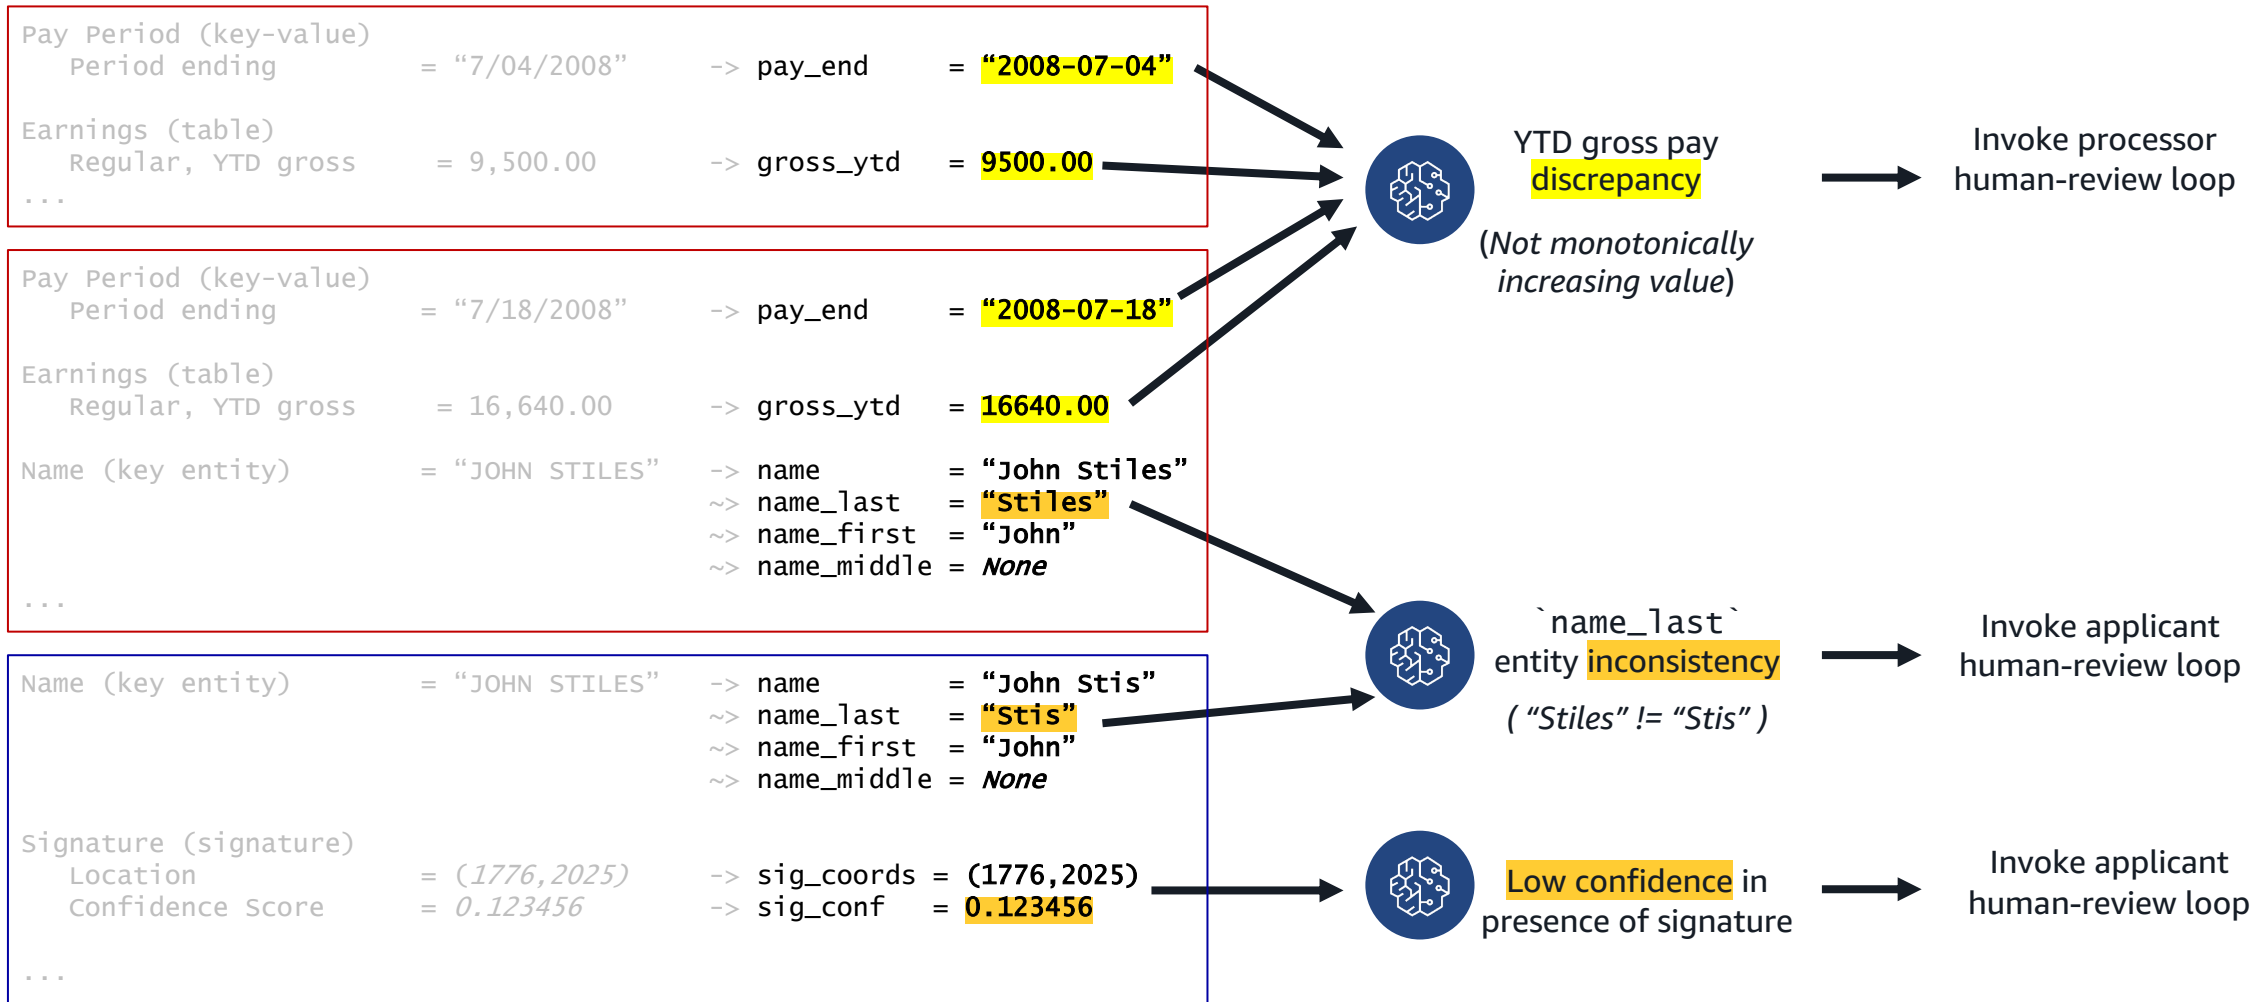 Pay Period (key-value)
Period ending = “7/04/2008” -> pay_end = “2008-07-04”
Earnings (table)
Regular, YTD gross = 9,500.00 -> gross_ytd = 9500.00
...
YTD gross pay
discrepancy
(Not monotonically
increasing value)
Invoke processor
human-review loop
Pay Period (key-value)
Period ending = “7/18/2008” -> pay_end = “2008-07-18”
Earnings (table)
Regular, YTD gross = 16,640.00 -> gross_ytd = 16640.00
Name (key entity) = “JOHN STILES” -> name = “John Stiles”
~> name_last = “Stiles”
~> name_first = “John”
~> name_middle = None
...
`name_last`
entity inconsistency
( “Stiles” != “Stis” )
Invoke applicant
human-review loop
Name (key entity) = “JOHN STILES” -> name = “John Stis”
~> name_last = “Stis”
~> name_first = “John”
~> name_middle = None
Signature (signature)
Location = (1776,2025) -> sig_coords = (1776,2025)
Confidence Score = 0.123456 -> sig_conf = 0.123456
...
Low confidence in
presence of signature
Invoke applicant
human-review loop